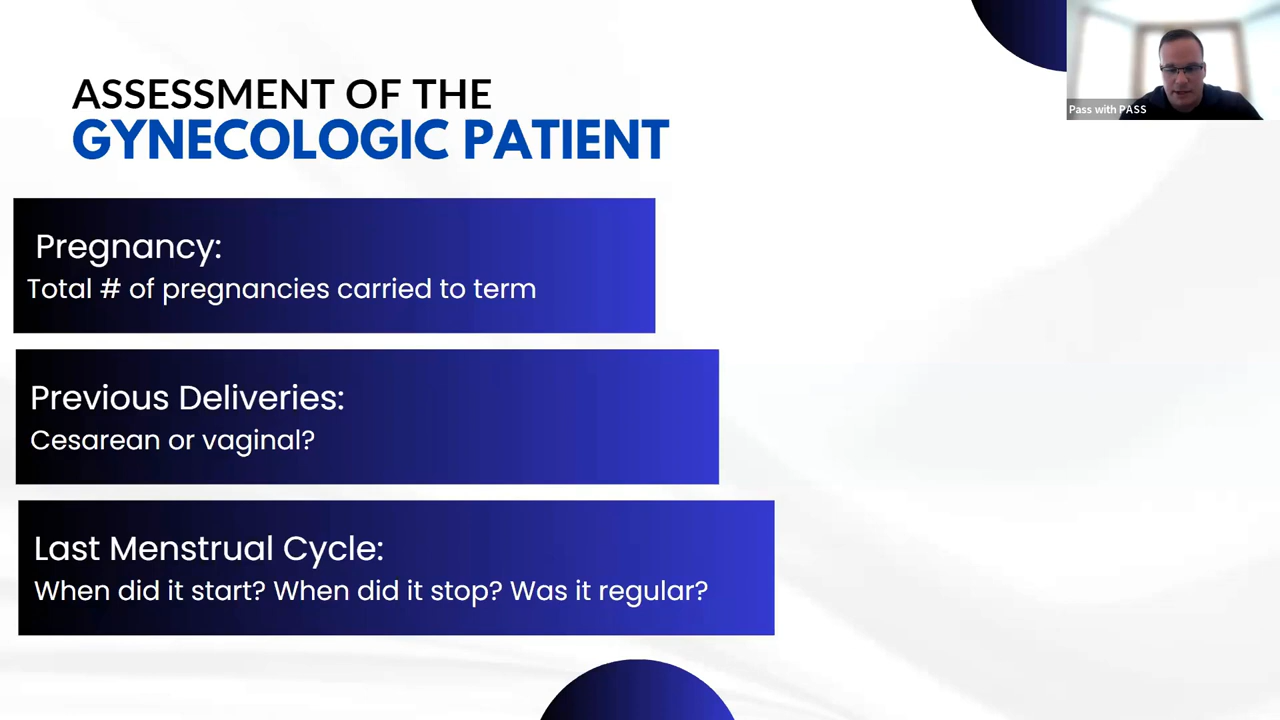 ASSESSMENT OF THE
GYNECOLOGIC PATIENT
Pass with PASS
Pregnancy:
Total # of pregnancies carried to term
Previous Deliveries:
Cesarean or vaginal?
Last Menstrual Cycle:
When did it start? When did it stop? Was it regular?